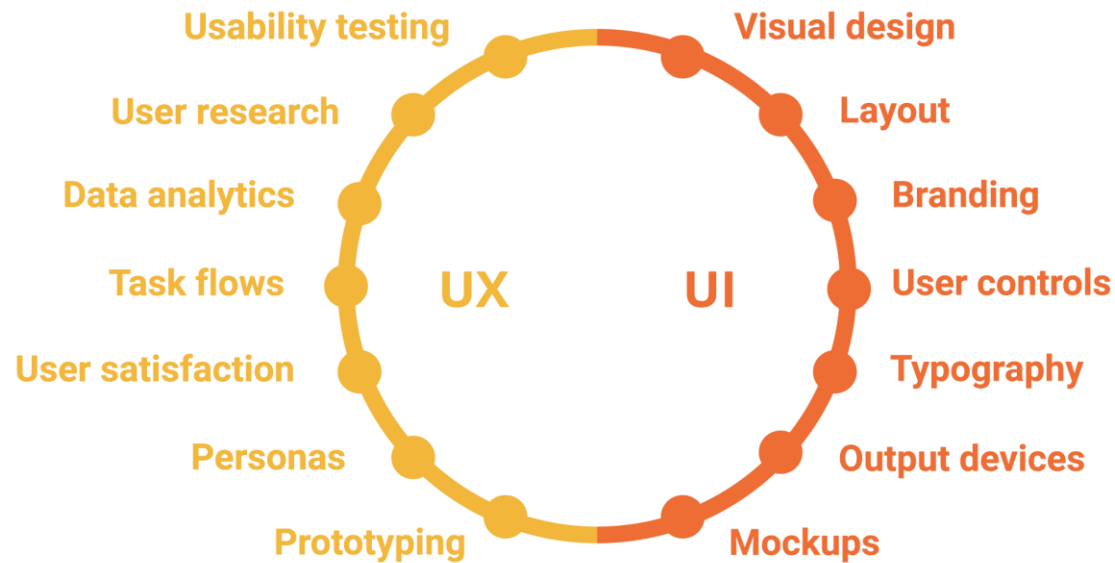 Usability testing
Visual design
User research
Layout
Data analytics
Branding
Task flows
UX
UI
User controls
User satisfaction
Typography
Personas
Output devices
Prototyping
Mockups